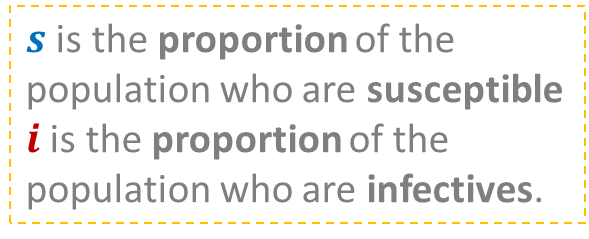 s is the proportion of the
population who are susceptible
i is the proportion of the
population who are infectives.